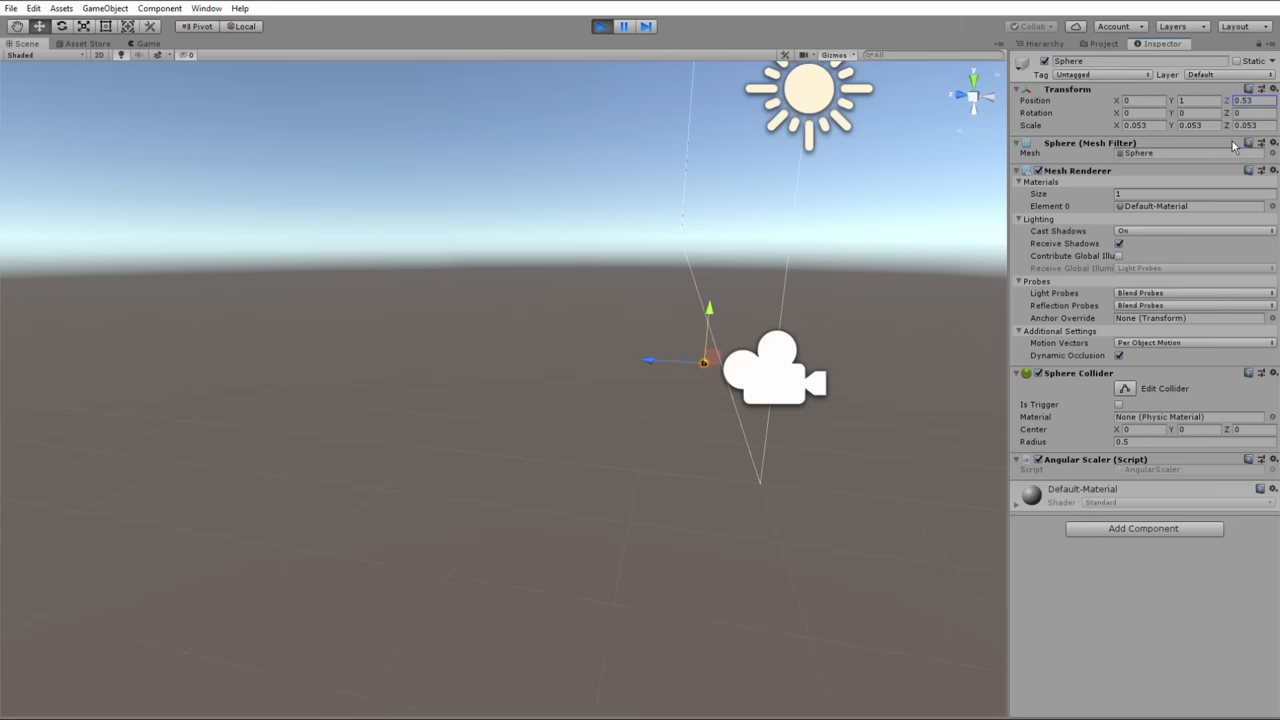 File Edit Assets GameObject Component Window Help
Pivot Local Collab Account Layers Layout
Scene Asset Store Game Hierarchy Project Inspector
Shaded 2D 0 Gizmos All
Sphere Static
Tag Untagged Layer Default
Transform
Position X 0 Y 1 Z 0.53
Rotation X 0 Y 0 Z 0
Scale X 0.053 Y 0.053 Z 0.053
Sphere (Mesh Filter)
Mesh Sphere
Mesh Renderer
Materials
Size 1
Element 0 Default-Material
Lighting
Cast Shadows On
Receive Shadows
Contribute Global Illu
Receive Global Illumi Light Probes
Probes
Light Probes Blend Probes
Reflection Probes Blend Probes
Anchor Override None (Transform)
Additional Settings
Motion Vectors Per Object Motion
Dynamic Occlusion
Sphere Collider
Edit Collider
Is Trigger
Material None (Physic Material)
Center X 0 Y 0 Z 0
Radius 0.5
Angular Scaler (Script)
Script AngularScaler
Default-Material
Shader Standard
Add Component
y
z